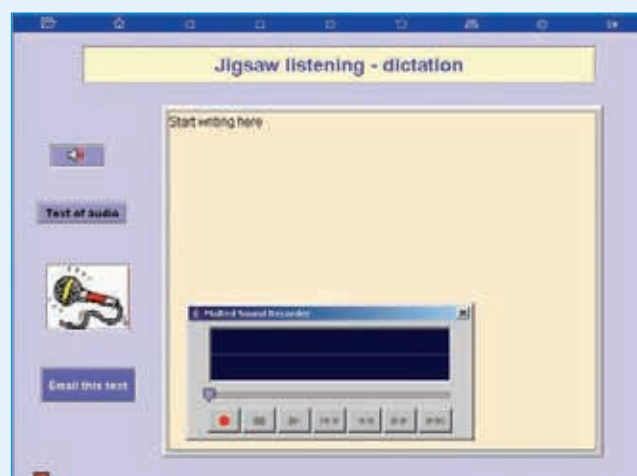 Jigsaw listening - dictation
Start writing here
Text of audio
Malted Sound Recorder
Email this text